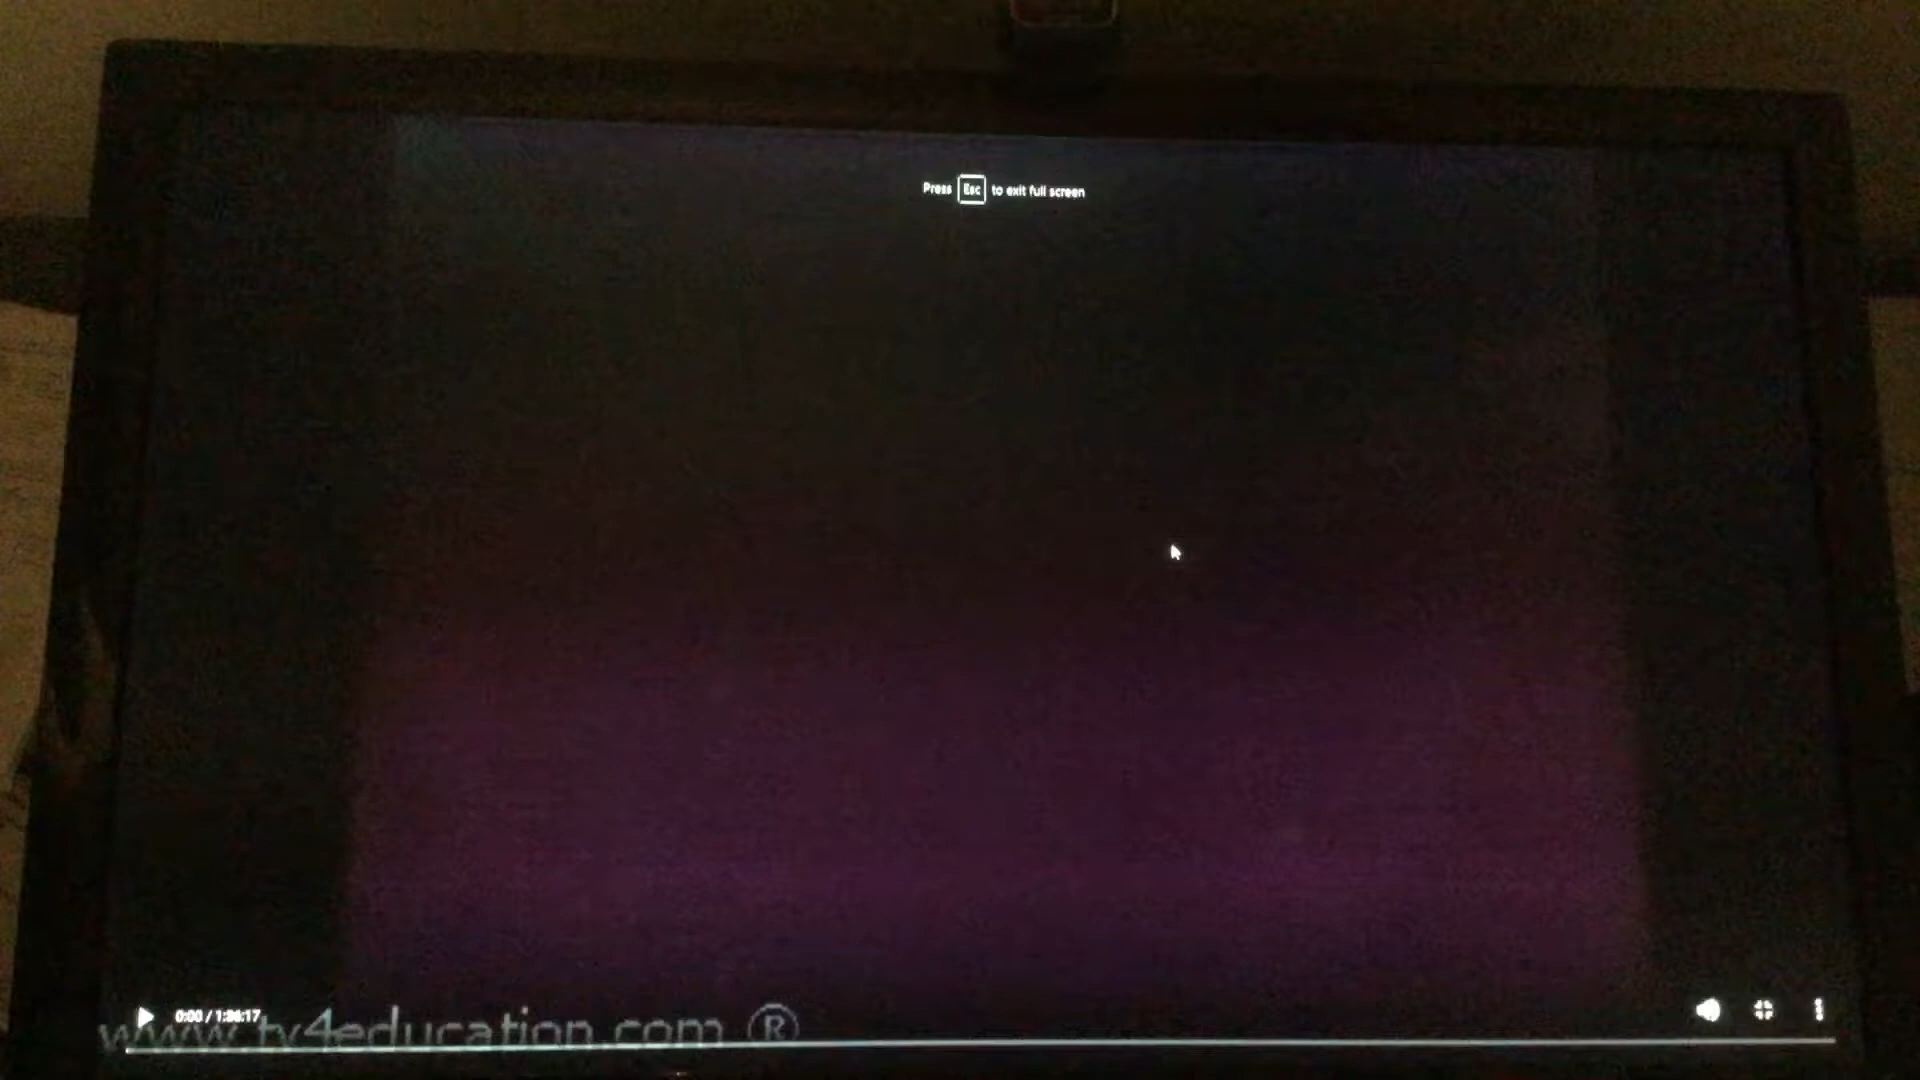 Press Esc to exit full screen
0:00 / 1:36:17
www.tv4education.com ®